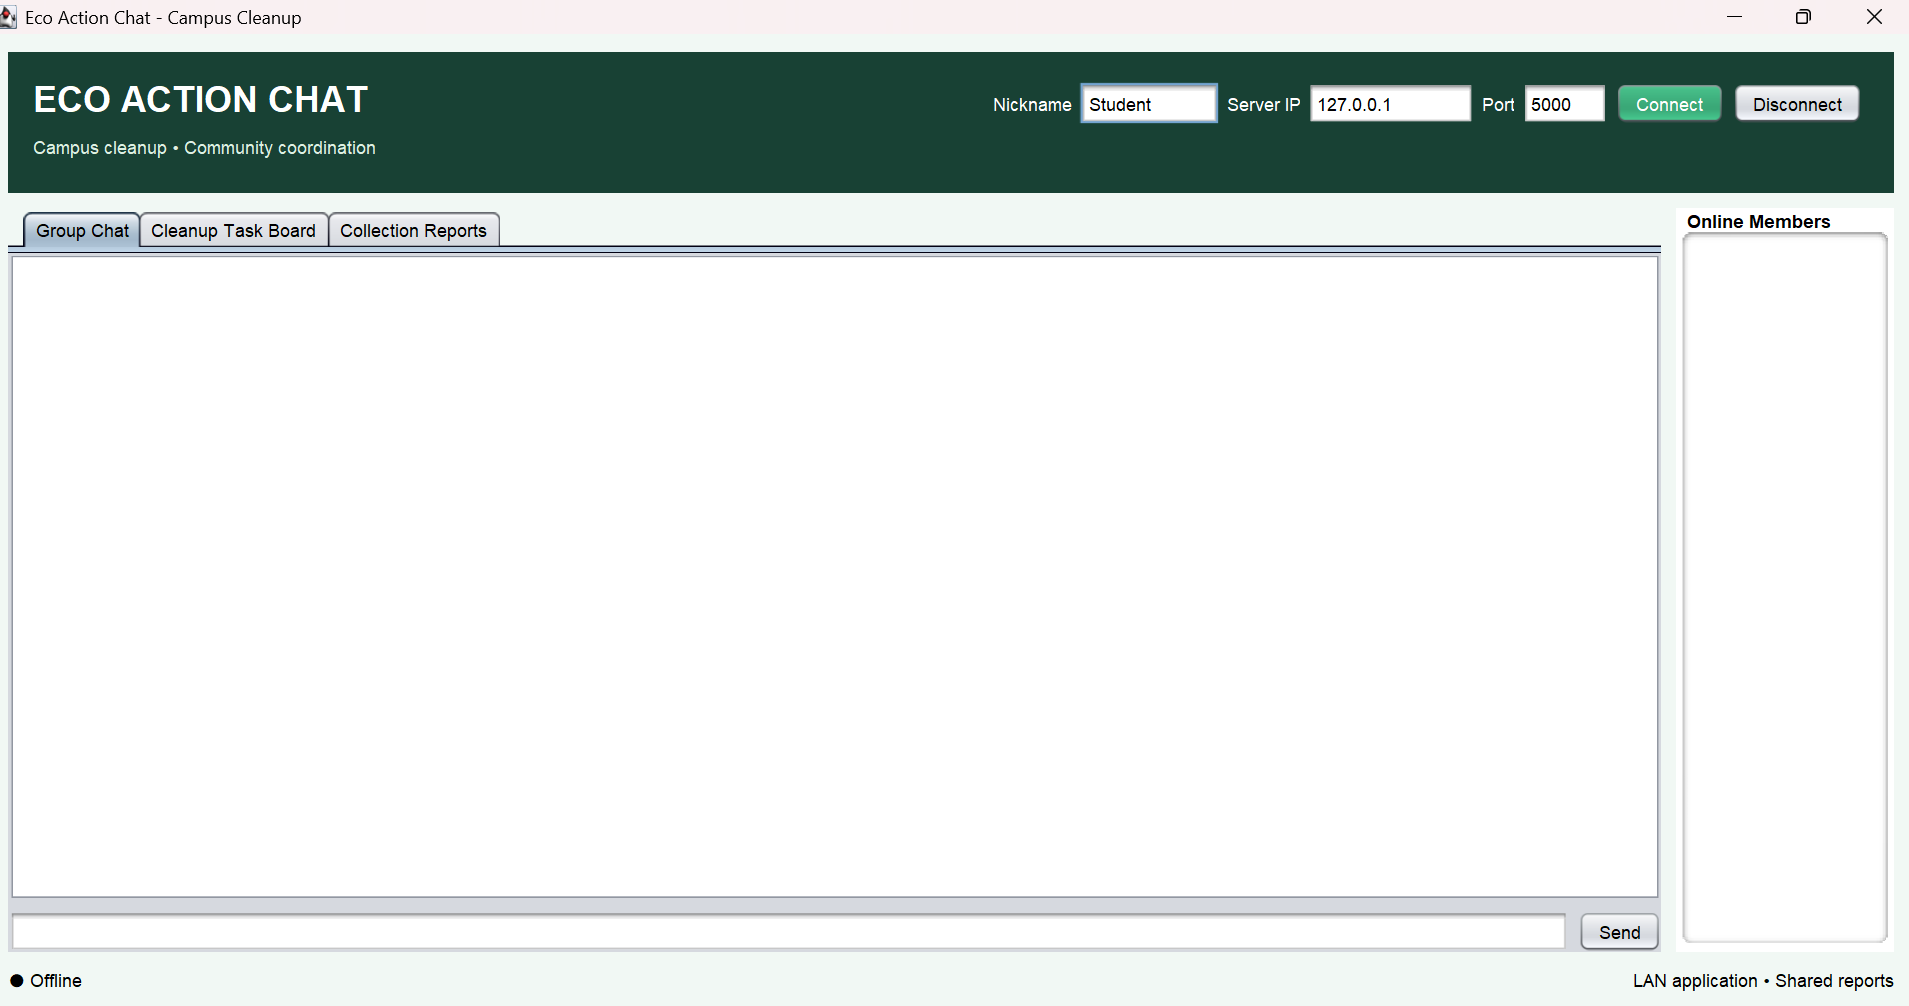 Eco Action Chat - Campus Cleanup
ECO ACTION CHAT
Campus cleanup • Community coordination
Nickname Student Server IP 127.0.0.1 Port 5000 Connect Disconnect
Group Chat Cleanup Task Board Collection Reports
Online Members
Send
Offline
LAN application • Shared reports